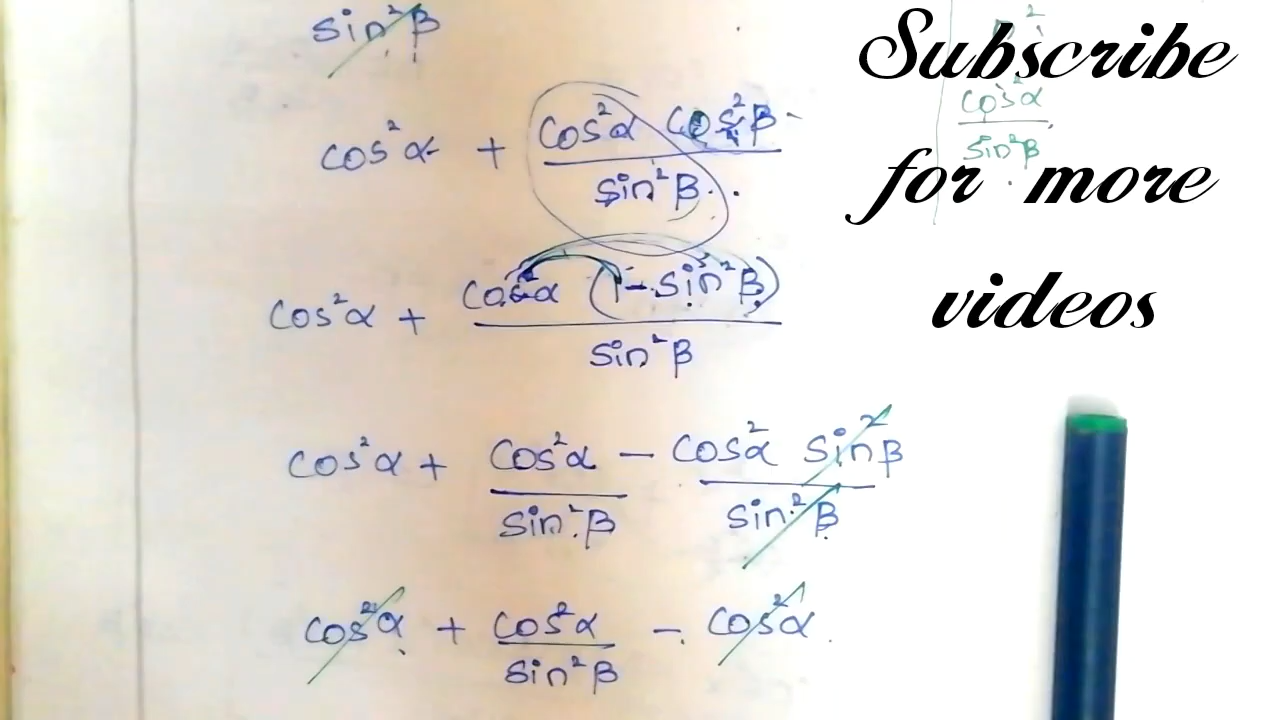 sin²β
cos²α + cos²α cos²β / sin²β
cos²α + cos²α (1 - sin²β) / sin²β
cos²α + cos²α / sin²β - cos²α sin²β / sin²β
cos²α + cos²α / sin²β - cos²α
Subscribe
for more
videos
cos²α / sin²β